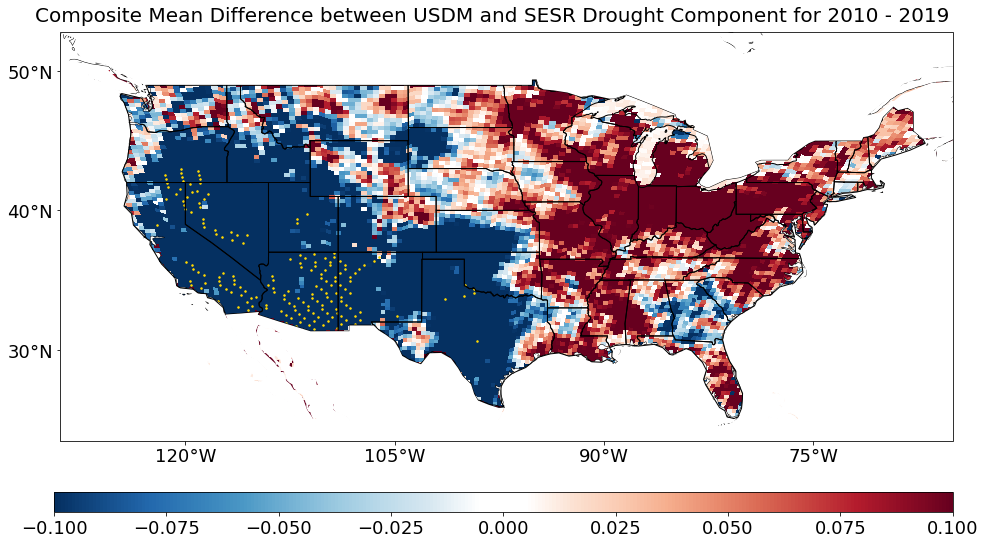 Composite Mean Difference between USDM and SESR Drought Component for 2010 - 2019
50°N
40°N
30°N
120°W 105°W 90°W 75°W
−0.100 −0.075 −0.050 −0.025 0.000 0.025 0.050 0.075 0.100